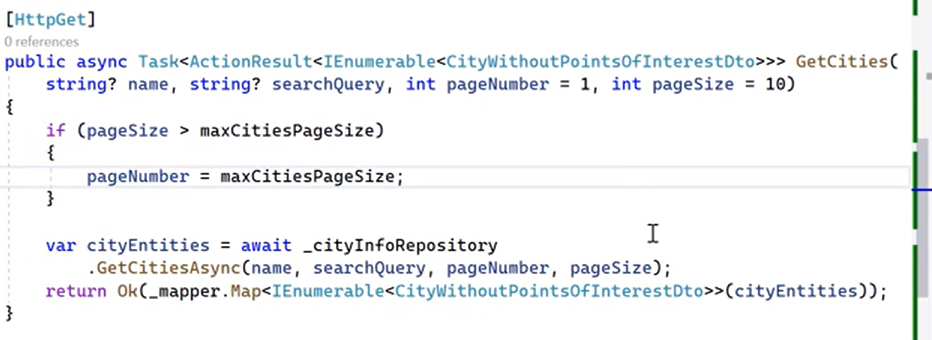 [HttpGet]
0 references
public async Task<ActionResult<IEnumerable<CityWithoutPointsOfInterestDto>>> GetCities(
string? name, string? searchQuery, int pageNumber = 1, int pageSize = 10)
{
if (pageSize > maxCitiesPageSize)
{
pageNumber = maxCitiesPageSize;
}
var cityEntities = await _cityInfoRepository
.GetCitiesAsync(name, searchQuery, pageNumber, pageSize);
return Ok(_mapper.Map<IEnumerable<CityWithoutPointsOfInterestDto>>(cityEntities));
}